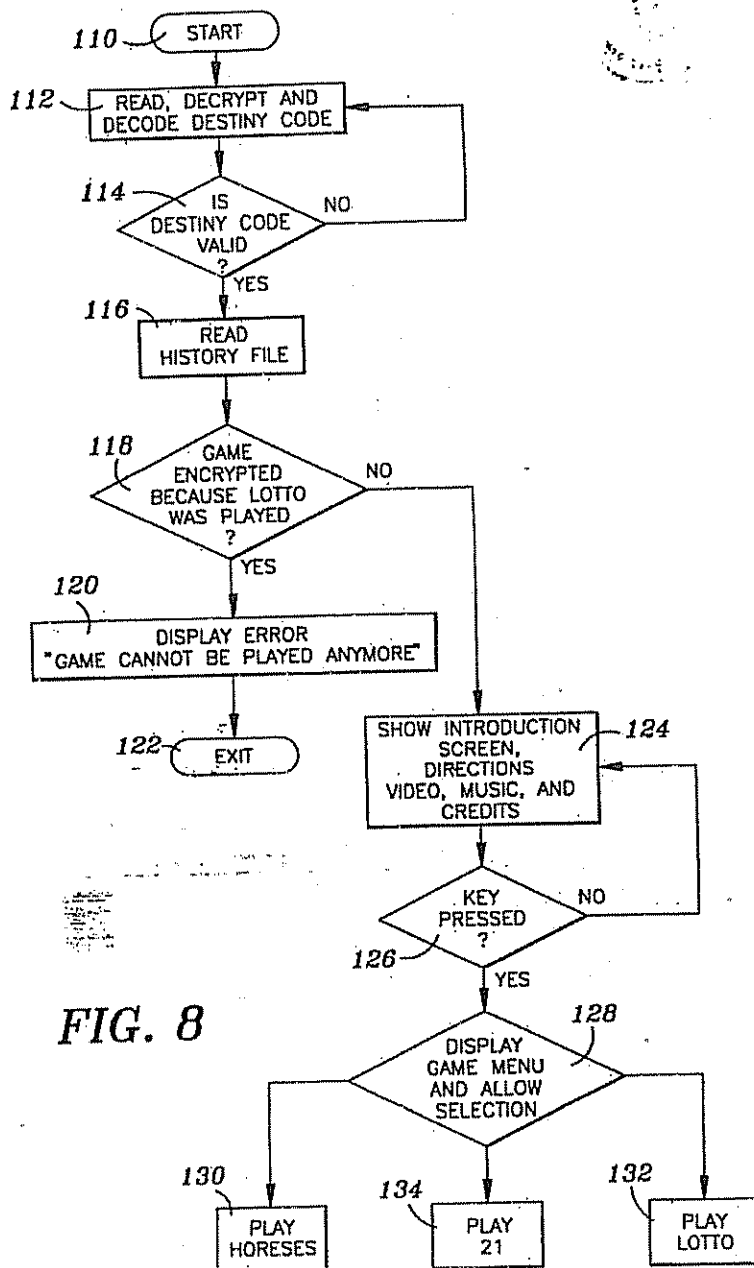 110
START
112
READ, DECRYPT AND
DECODE DESTINY CODE
114
IS
DESTINY CODE
VALID
?
NO
YES
116
READ
HISTORY FILE
118
GAME
ENCRYPTED
BECAUSE LOTTO
WAS PLAYED
?
NO
YES
120
DISPLAY ERROR
"GAME CANNOT BE PLAYED ANYMORE"
122
EXIT
SHOW INTRODUCTION
SCREEN,
DIRECTIONS
VIDEO, MUSIC, AND
CREDITS
124
KEY
PRESSED
?
126
NO
YES
FIG. 8
128
DISPLAY
GAME MENU
AND ALLOW
SELECTION
130
PLAY
HORESES
134
PLAY
21
132
PLAY
LOTTO